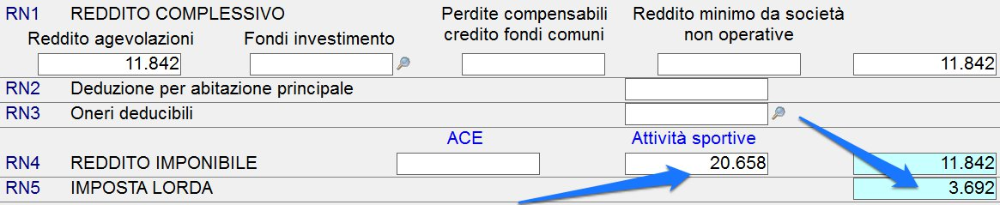 RN1 REDDITO COMPLESSIVO Perdite compensabili Reddito minimo da società
Reddito agevolazioni Fondi investimento credito fondi comuni non operative
11.842 11.842
RN2 Deduzione per abitazione principale
RN3 Oneri deducibili
ACE Attività sportive
RN4 REDDITO IMPONIBILE 20.658 11.842
RN5 IMPOSTA LORDA 3.692